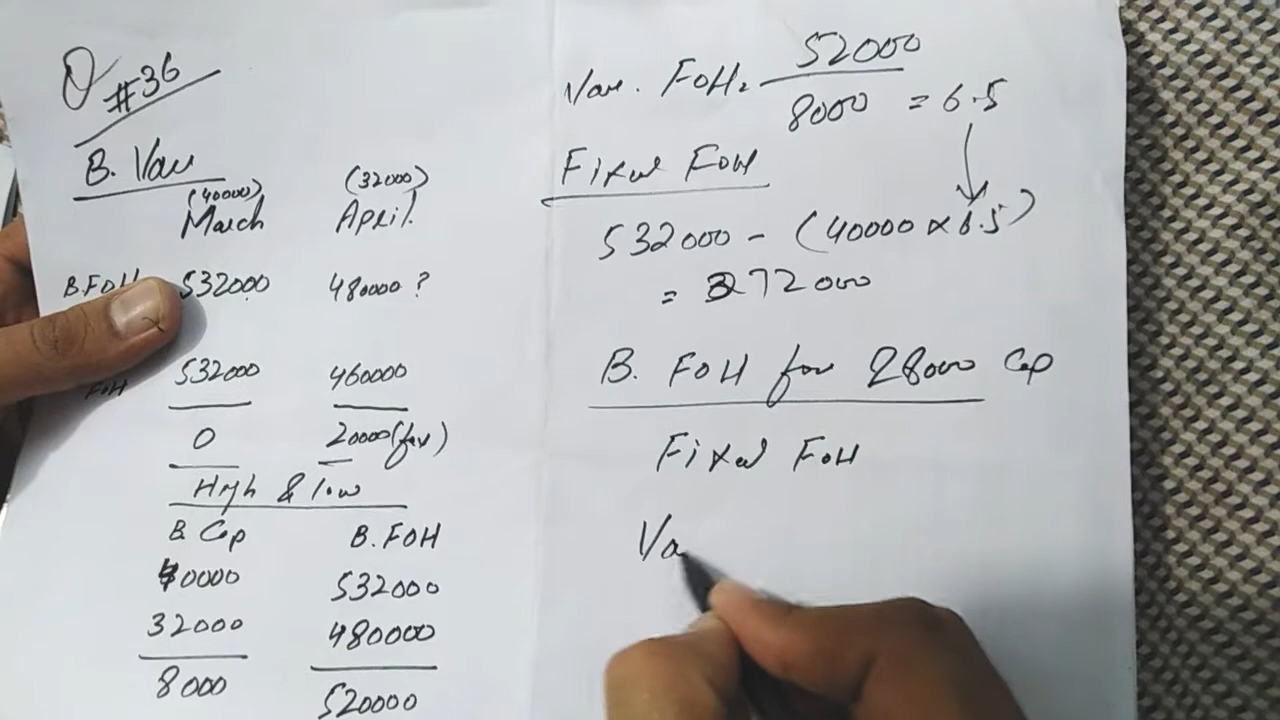 Q #36
B. Var
(40000) (32000)
March April.
B.FOH 532000 480000 ?
FOH 532000 460000
0 20000(fav)
High & low
B. Cap B. FOH
40000 532000
32000 480000
8000 520000
Var. FOH = 52000
8000 = 6.5
Fixed FOH
532000 - (40000 × 6.5)
= 272000
B. FOH for 28000 Cap
Fixed FOH
Va